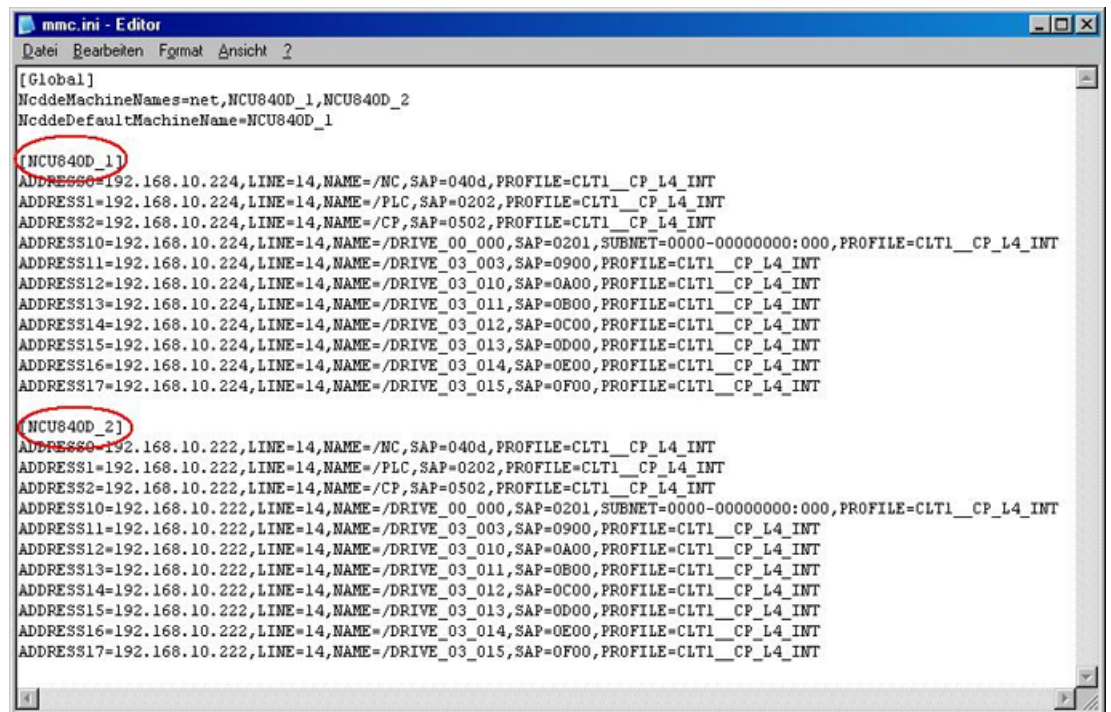 mmc.ini - Editor
Datei Bearbeiten Format Ansicht ?
[Global]
NcddeMachineNames=net,NCU840D_1,NCU840D_2
NcddeDefaultMachineName=NCU840D_1
[NCU840D_1]
ADDRESS0=192.168.10.224,LINE=14,NAME=/NC,SAP=040d,PROFILE=CLT1__CP_L4_INT
ADDRESS1=192.168.10.224,LINE=14,NAME=/PLC,SAP=0202,PROFILE=CLT1__CP_L4_INT
ADDRESS2=192.168.10.224,LINE=14,NAME=/CP,SAP=0502,PROFILE=CLT1__CP_L4_INT
ADDRESS10=192.168.10.224,LINE=14,NAME=/DRIVE_00_000,SAP=0201,SUBNET=0000-00000000:000,PROFILE=CLT1__CP_L4_INT
ADDRESS11=192.168.10.224,LINE=14,NAME=/DRIVE_03_003,SAP=0900,PROFILE=CLT1__CP_L4_INT
ADDRESS12=192.168.10.224,LINE=14,NAME=/DRIVE_03_010,SAP=0A00,PROFILE=CLT1__CP_L4_INT
ADDRESS13=192.168.10.224,LINE=14,NAME=/DRIVE_03_011,SAP=0B00,PROFILE=CLT1__CP_L4_INT
ADDRESS14=192.168.10.224,LINE=14,NAME=/DRIVE_03_012,SAP=0C00,PROFILE=CLT1__CP_L4_INT
ADDRESS15=192.168.10.224,LINE=14,NAME=/DRIVE_03_013,SAP=0D00,PROFILE=CLT1__CP_L4_INT
ADDRESS16=192.168.10.224,LINE=14,NAME=/DRIVE_03_014,SAP=0E00,PROFILE=CLT1__CP_L4_INT
ADDRESS17=192.168.10.224,LINE=14,NAME=/DRIVE_03_015,SAP=0F00,PROFILE=CLT1__CP_L4_INT
[NCU840D_2]
ADDRESS0=192.168.10.222,LINE=14,NAME=/NC,SAP=040d,PROFILE=CLT1__CP_L4_INT
ADDRESS1=192.168.10.222,LINE=14,NAME=/PLC,SAP=0202,PROFILE=CLT1__CP_L4_INT
ADDRESS2=192.168.10.222,LINE=14,NAME=/CP,SAP=0502,PROFILE=CLT1__CP_L4_INT
ADDRESS10=192.168.10.222,LINE=14,NAME=/DRIVE_00_000,SAP=0201,SUBNET=0000-00000000:000,PROFILE=CLT1__CP_L4_INT
ADDRESS11=192.168.10.222,LINE=14,NAME=/DRIVE_03_003,SAP=0900,PROFILE=CLT1__CP_L4_INT
ADDRESS12=192.168.10.222,LINE=14,NAME=/DRIVE_03_010,SAP=0A00,PROFILE=CLT1__CP_L4_INT
ADDRESS13=192.168.10.222,LINE=14,NAME=/DRIVE_03_011,SAP=0B00,PROFILE=CLT1__CP_L4_INT
ADDRESS14=192.168.10.222,LINE=14,NAME=/DRIVE_03_012,SAP=0C00,PROFILE=CLT1__CP_L4_INT
ADDRESS15=192.168.10.222,LINE=14,NAME=/DRIVE_03_013,SAP=0D00,PROFILE=CLT1__CP_L4_INT
ADDRESS16=192.168.10.222,LINE=14,NAME=/DRIVE_03_014,SAP=0E00,PROFILE=CLT1__CP_L4_INT
ADDRESS17=192.168.10.222,LINE=14,NAME=/DRIVE_03_015,SAP=0F00,PROFILE=CLT1__CP_L4_INT